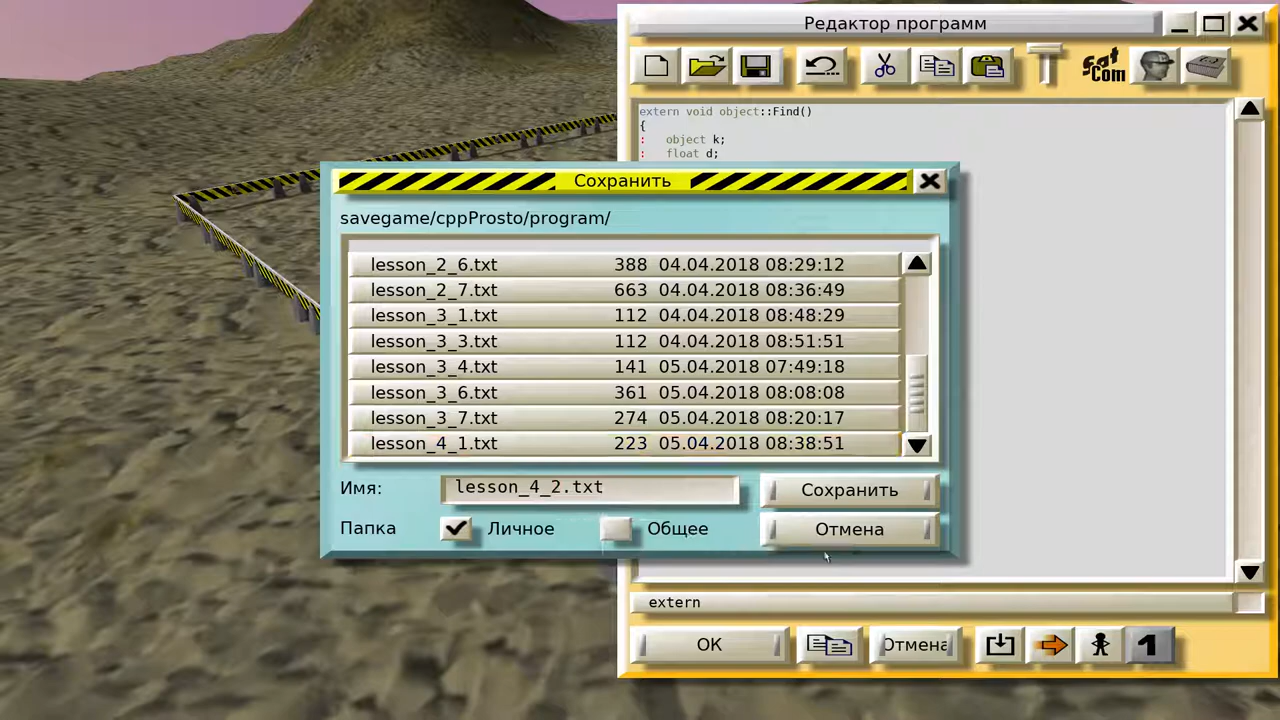 Редактор программ
Sat Com
extern void object::Find()
{
: object k;
: float d;
Сохранить
savegame/cppProsto/program/
lesson_2_6.txt 388 04.04.2018 08:29:12
lesson_2_7.txt 663 04.04.2018 08:36:49
lesson_3_1.txt 112 04.04.2018 08:48:29
lesson_3_3.txt 112 04.04.2018 08:51:51
lesson_3_4.txt 141 05.04.2018 07:49:18
lesson_3_6.txt 361 05.04.2018 08:08:08
lesson_3_7.txt 274 05.04.2018 08:20:17
lesson_4_1.txt 223 05.04.2018 08:38:51
Имя: lesson_4_2.txt Сохранить
Папка Личное Общее Отмена
extern
OK Отмена 1